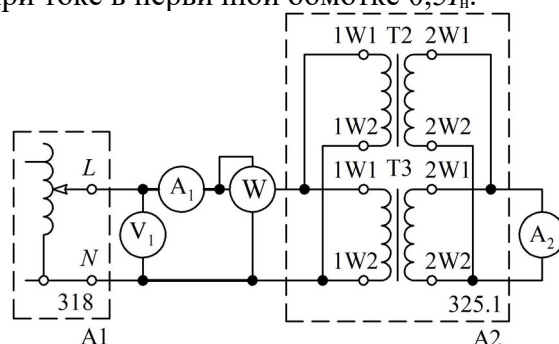 при токе в первичной обмотке 0,5Iн.
1W1 T2 2W1
1W2 2W2
L
A1 W
1W1 T3 2W1
V1
A2
N
1W2 2W2
318
325.1
A1
A2